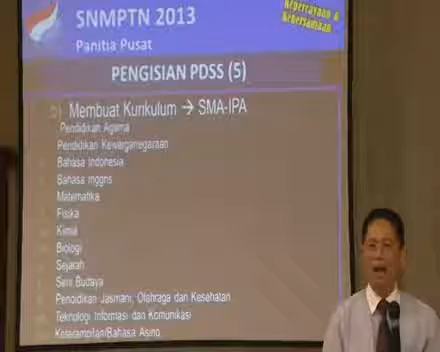 SNMPTN 2013
Panitia Pusat
Kepercayaan &
Kebersamaan
PENGISIAN PDSS (5)
b) Membuat Kurikulum → SMA-IPA
Pendidikan Agama
Pendidikan Kewarganegaraan
Bahasa Indonesia
Bahasa Inggris
Matematika
Fisika
Kimia
Biologi
Sejarah
Seni Budaya
Pendidikan Jasmani, Olahraga dan Kesehatan
Teknologi Informasi dan Komunikasi
Keterampilan/Bahasa Asing